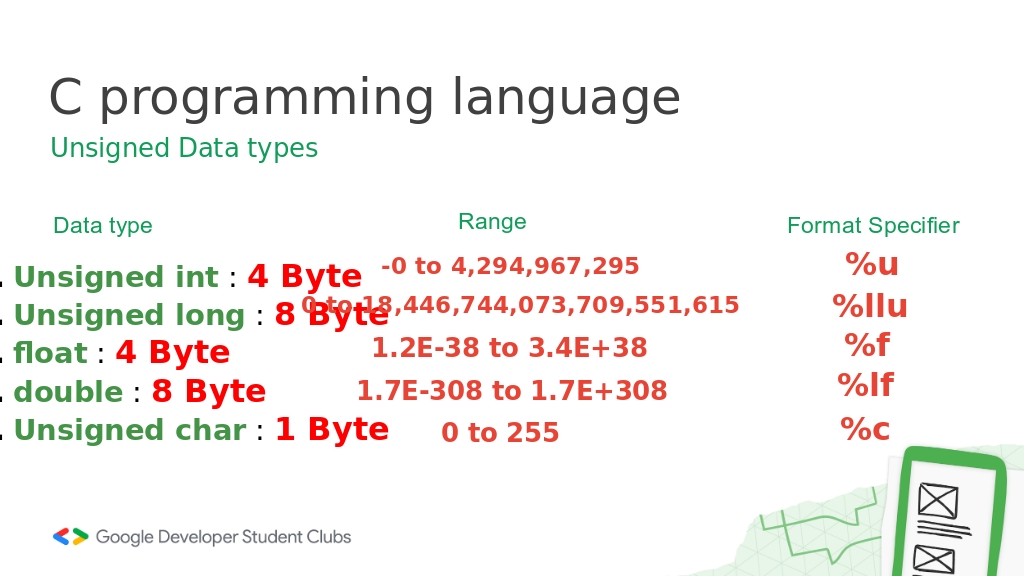 C programming language
Unsigned Data types
Data type Range Format Specifier
. Unsigned int : 4 Byte -0 to 4,294,967,295 %u
. Unsigned long : 8 Byte 0 to 18,446,744,073,709,551,615 %llu
. float : 4 Byte 1.2E-38 to 3.4E+38 %f
. double : 8 Byte 1.7E-308 to 1.7E+308 %lf
. Unsigned char : 1 Byte 0 to 255 %c
Google Developer Student Clubs